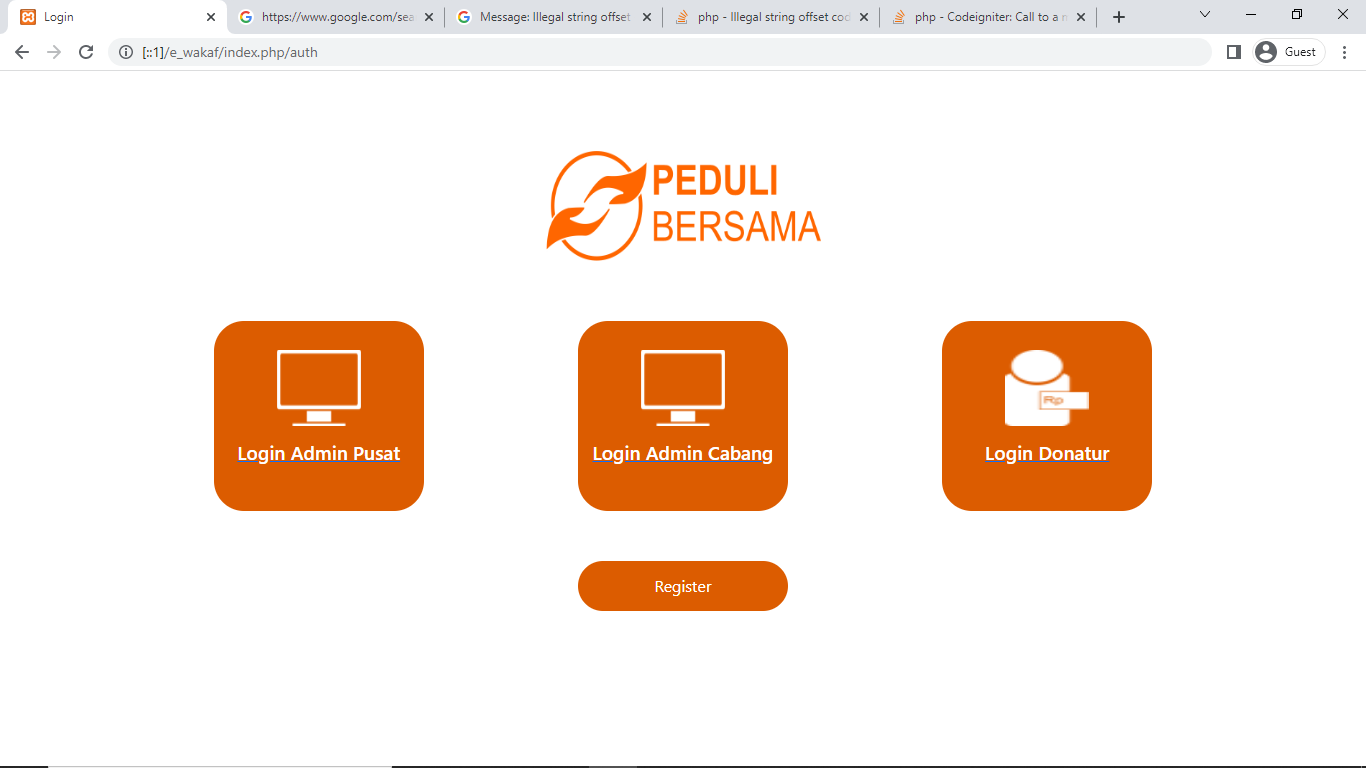 Login
https://www.google.com/sea
Message: Illegal string offset
php - Illegal string offset cod
php - Codeigniter: Call to a m
[::1]/e_wakaf/index.php/auth
Guest
PEDULI
BERSAMA
Rp
Login Admin Pusat
Login Admin Cabang
Login Donatur
Register